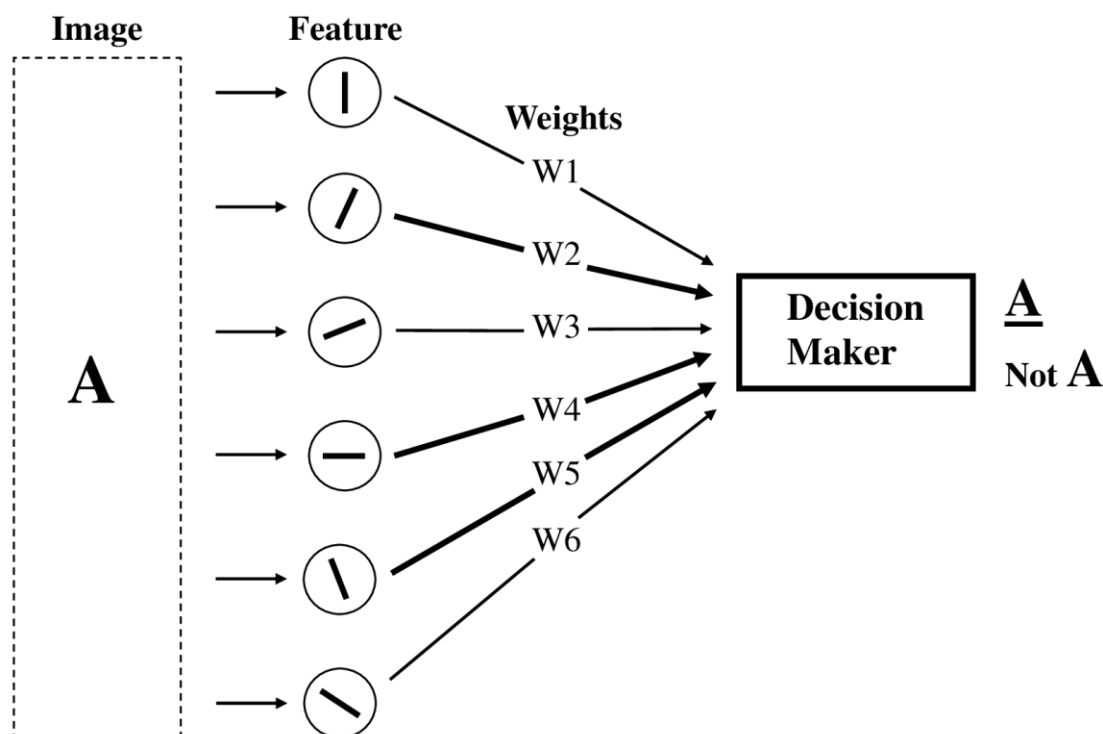 Image
Feature
Weights
W1
W2
W3
W4
W5
W6
A
Decision
Maker
A
Not A